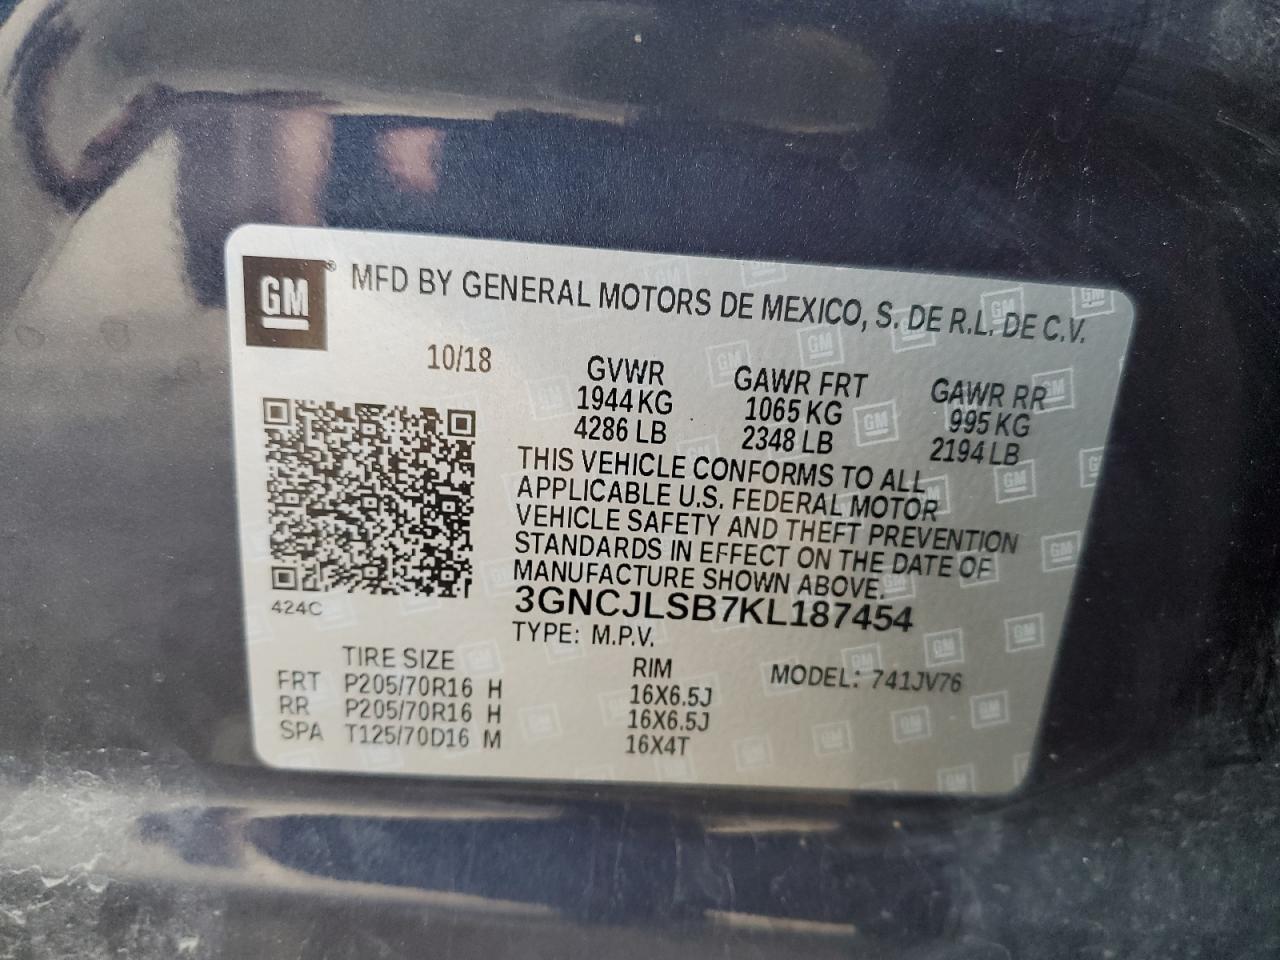 GM ® MFD BY GENERAL MOTORS DE MEXICO, S. DE R.L. DE C.V.
10/18
GVWR GAWR FRT GAWR RR
1944 KG 1065 KG 995 KG
4286 LB 2348 LB 2194 LB
THIS VEHICLE CONFORMS TO ALL
APPLICABLE U.S. FEDERAL MOTOR
VEHICLE SAFETY AND THEFT PREVENTION
STANDARDS IN EFFECT ON THE DATE OF
MANUFACTURE SHOWN ABOVE.
424C
3GNCJLSB7KL187454
TYPE: M.P.V.
TIRE SIZE RIM MODEL: 741JV76
FRT P205/70R16 H 16X6.5J
RR P205/70R16 H 16X6.5J
SPA T125/70D16 M 16X4T